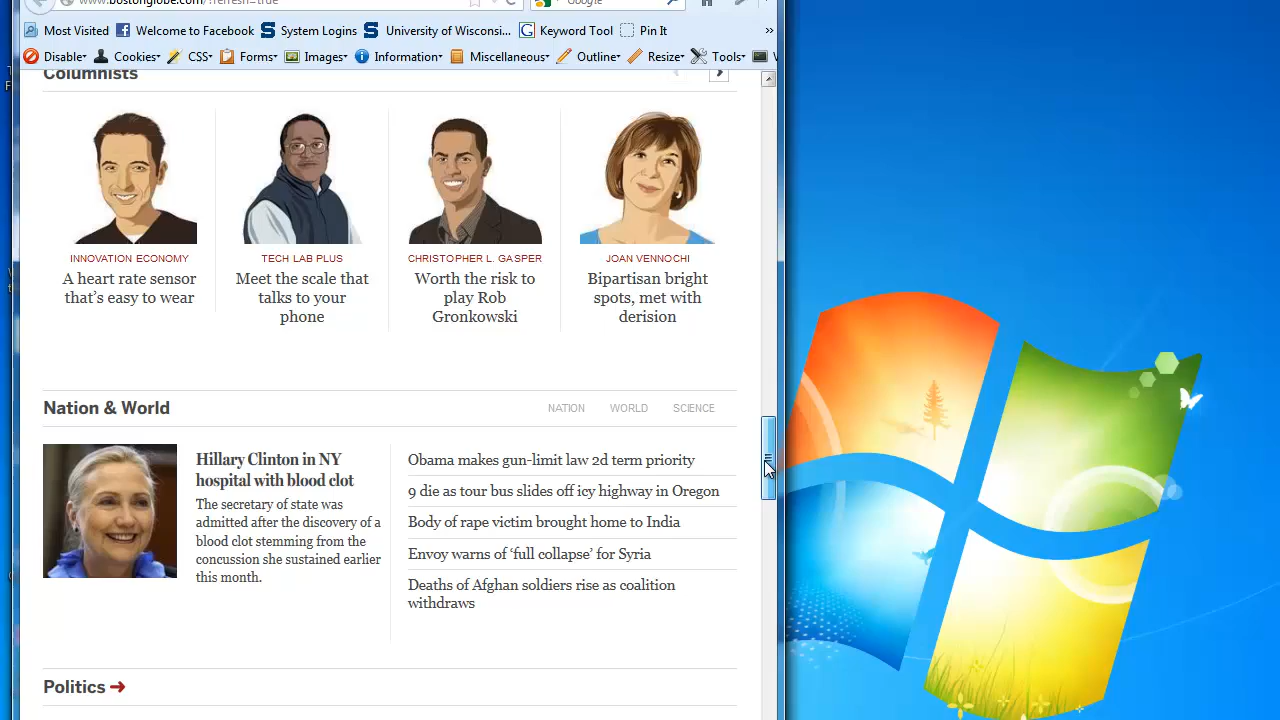 www.bostonglobe.com/?refresh=true
Google
Most Visited Welcome to Facebook System Logins University of Wisconsi... Keyword Tool Pin It »
Disable Cookies CSS Forms Images Information Miscellaneous Outline Resize Tools
Columnists
INNOVATION ECONOMY
A heart rate sensor
that's easy to wear
TECH LAB PLUS
Meet the scale that
talks to your
phone
CHRISTOPHER L. GASPER
Worth the risk to
play Rob
Gronkowski
JOAN VENNOCHI
Bipartisan bright
spots, met with
derision
Nation & World
NATION WORLD SCIENCE
Hillary Clinton in NY
hospital with blood clot
The secretary of state was
admitted after the discovery of a
blood clot stemming from the
concussion she sustained earlier
this month.
Obama makes gun-limit law 2d term priority
9 die as tour bus slides off icy highway in Oregon
Body of rape victim brought home to India
Envoy warns of ‘full collapse’ for Syria
Deaths of Afghan soldiers rise as coalition
withdraws
Politics